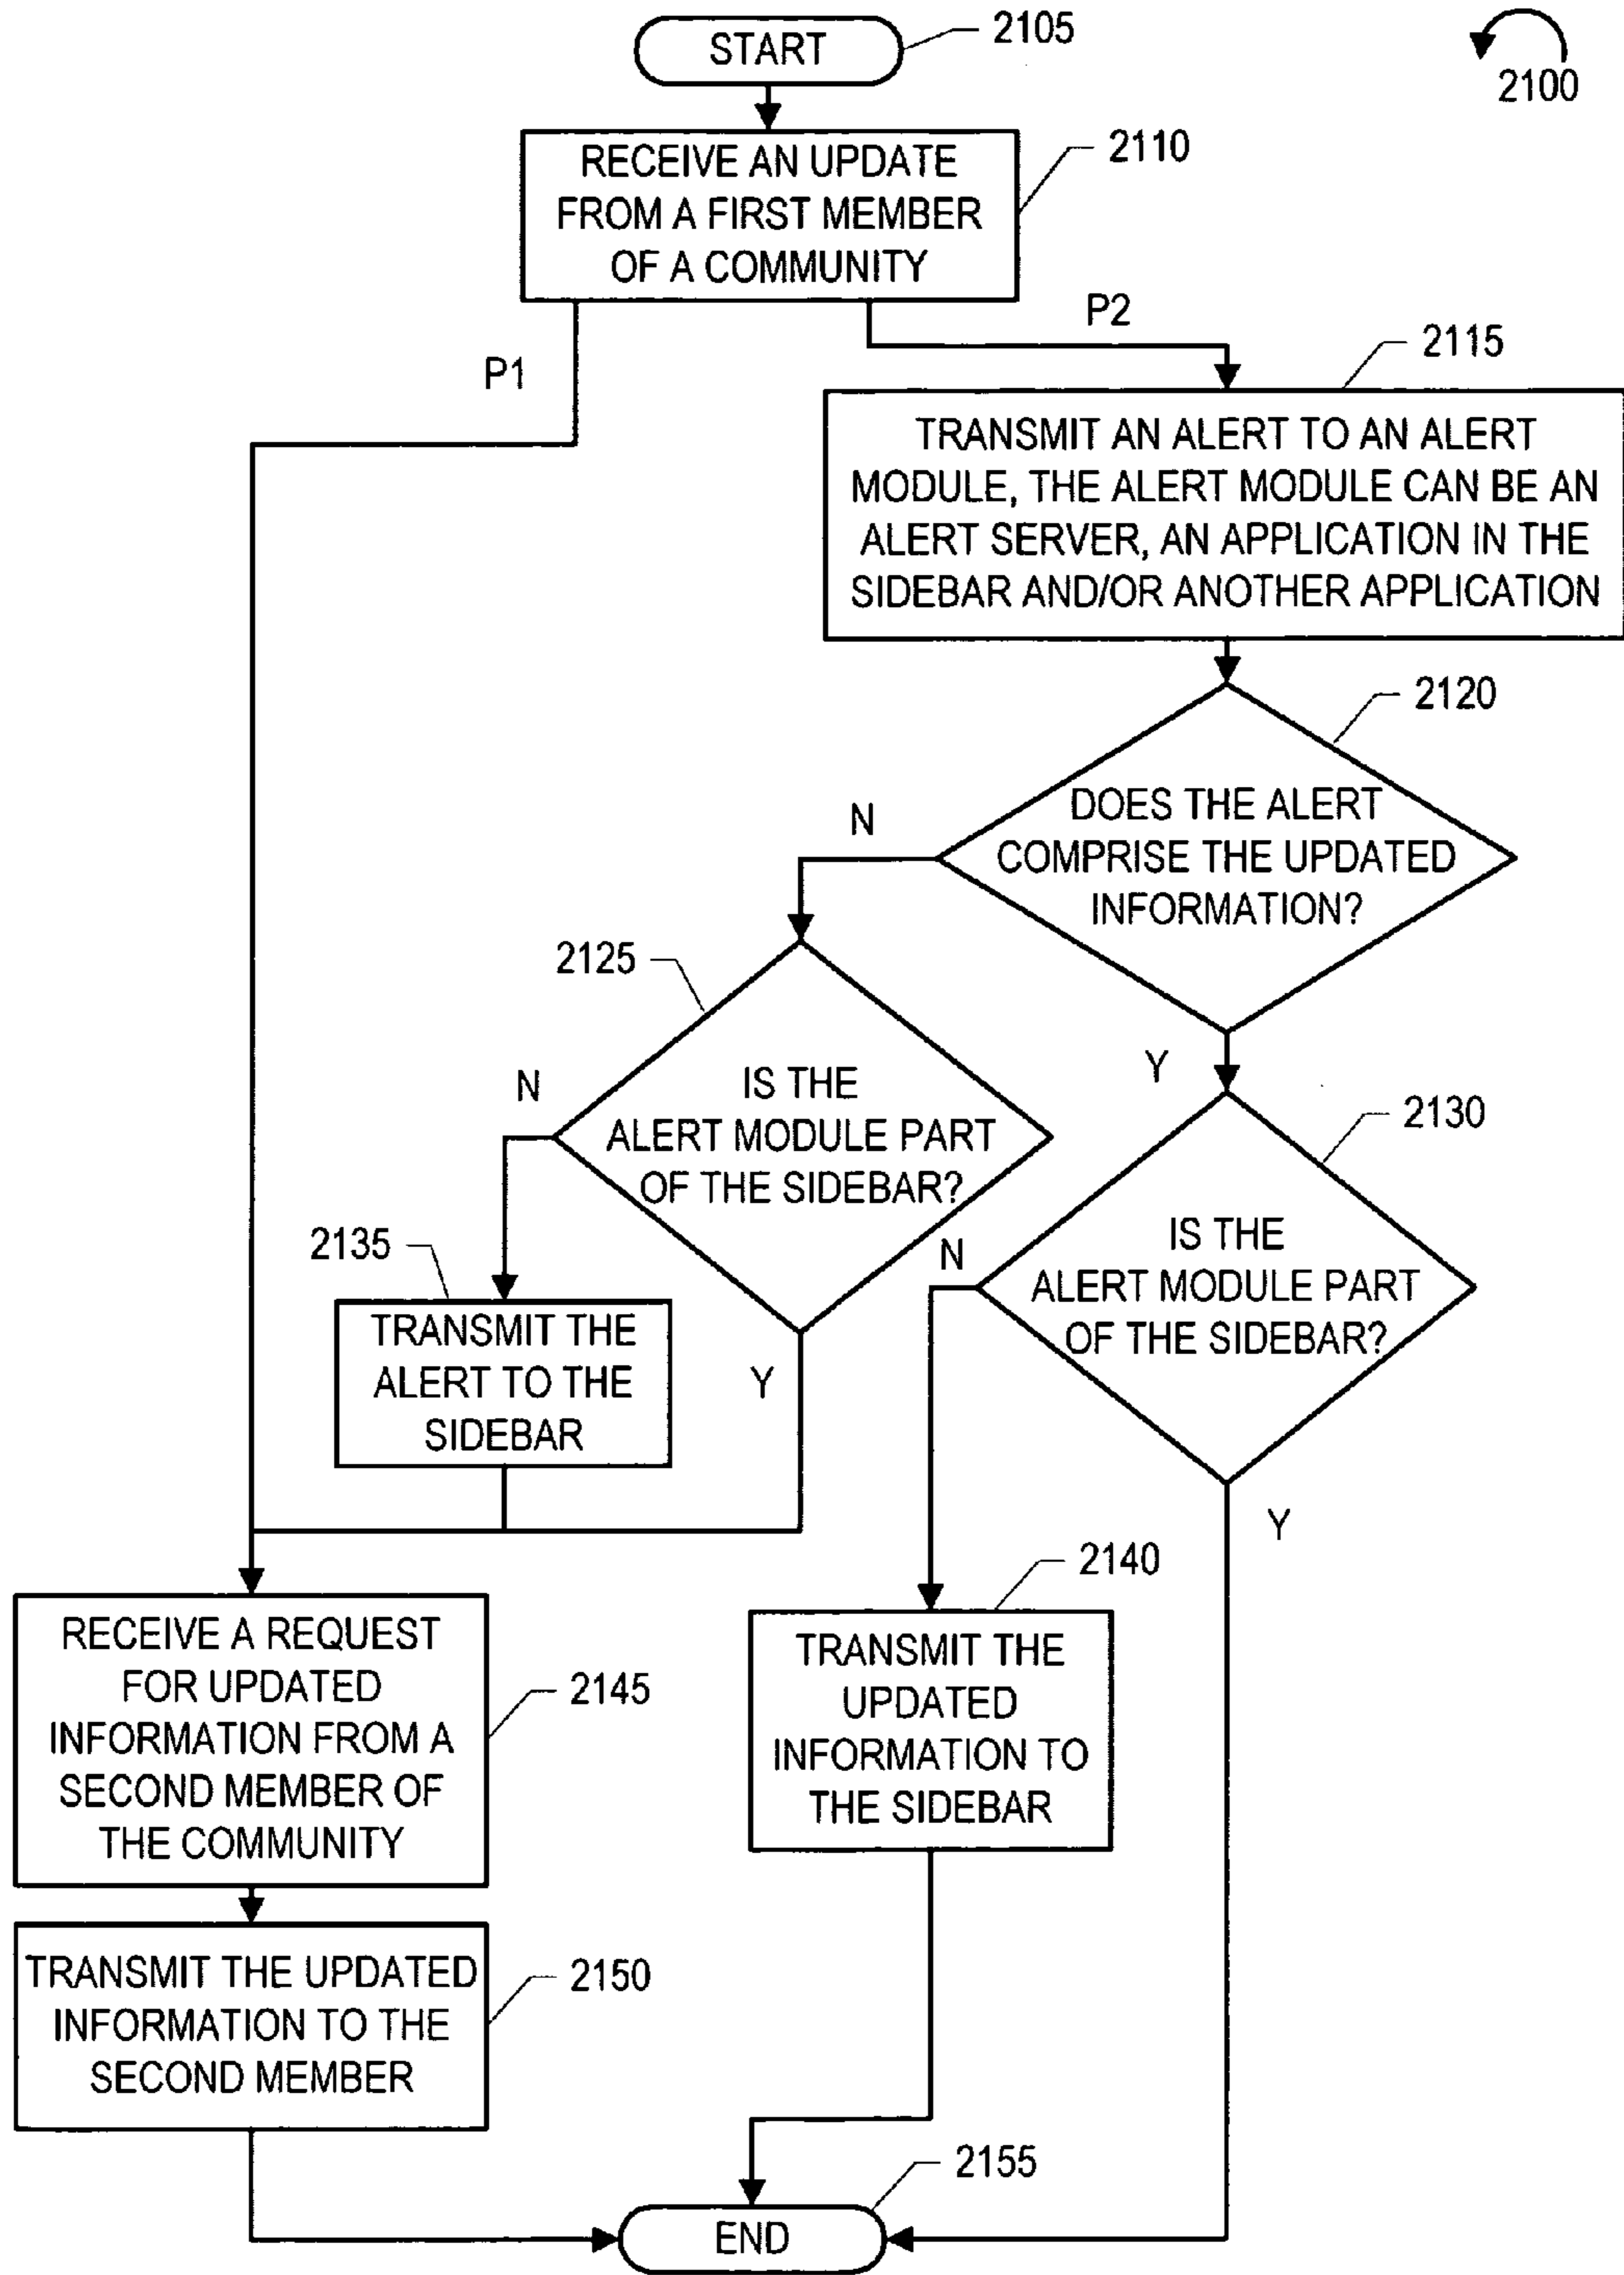 START
2105
2100
RECEIVE AN UPDATE
FROM A FIRST MEMBER
OF A COMMUNITY
2110
P1
P2
2115
TRANSMIT AN ALERT TO AN ALERT
MODULE, THE ALERT MODULE CAN BE AN
ALERT SERVER, AN APPLICATION IN THE
SIDEBAR AND/OR ANOTHER APPLICATION
2120
DOES THE ALERT
COMPRISE THE UPDATED
INFORMATION?
N
Y
2125
IS THE
ALERT MODULE PART
OF THE SIDEBAR?
N
Y
2130
IS THE
ALERT MODULE PART
OF THE SIDEBAR?
N
Y
2135
TRANSMIT THE
ALERT TO THE
SIDEBAR
2140
TRANSMIT THE
UPDATED
INFORMATION TO
THE SIDEBAR
RECEIVE A REQUEST
FOR UPDATED
INFORMATION FROM A
SECOND MEMBER OF
THE COMMUNITY
2145
TRANSMIT THE UPDATED
INFORMATION TO THE
SECOND MEMBER
2150
2155
END